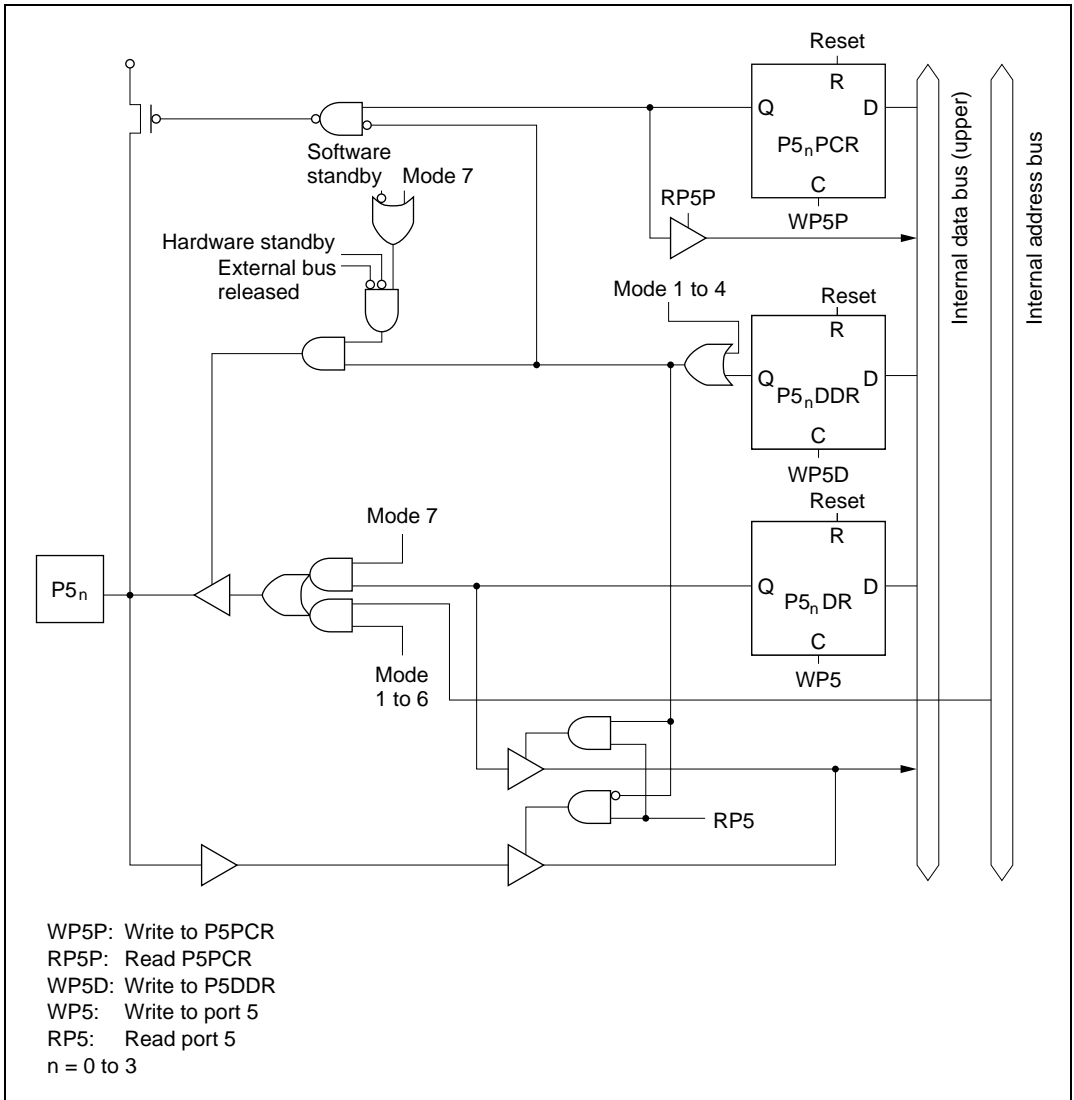 Reset
R
Q D
P5nPCR
C
WP5P
RP5P
Software
standby
Mode 7
Hardware standby
External bus
released
Mode 1 to 4
Reset
R
Q D
P5nDDR
C
WP5D
Mode 7
Reset
R
Q D
P5n DR
C
WP5
P5n
Mode
1 to 6
RP5
Internal data bus (upper)
Internal address bus
WP5P: Write to P5PCR
RP5P: Read P5PCR
WP5D: Write to P5DDR
WP5: Write to port 5
RP5: Read port 5
n = 0 to 3